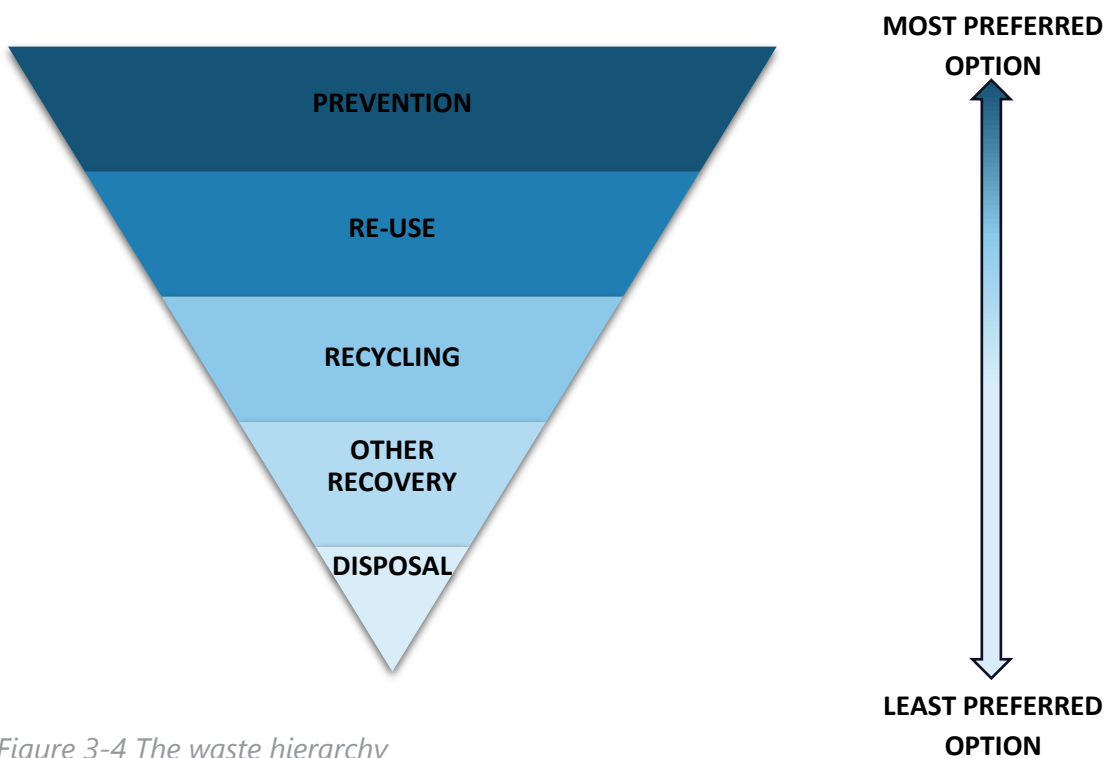 MOST PREFERRED
OPTION
PREVENTION
RE-USE
RECYCLING
OTHER
RECOVERY
DISPOSAL
LEAST PREFERRED
OPTION
Figure 3-4 The waste hierarchy